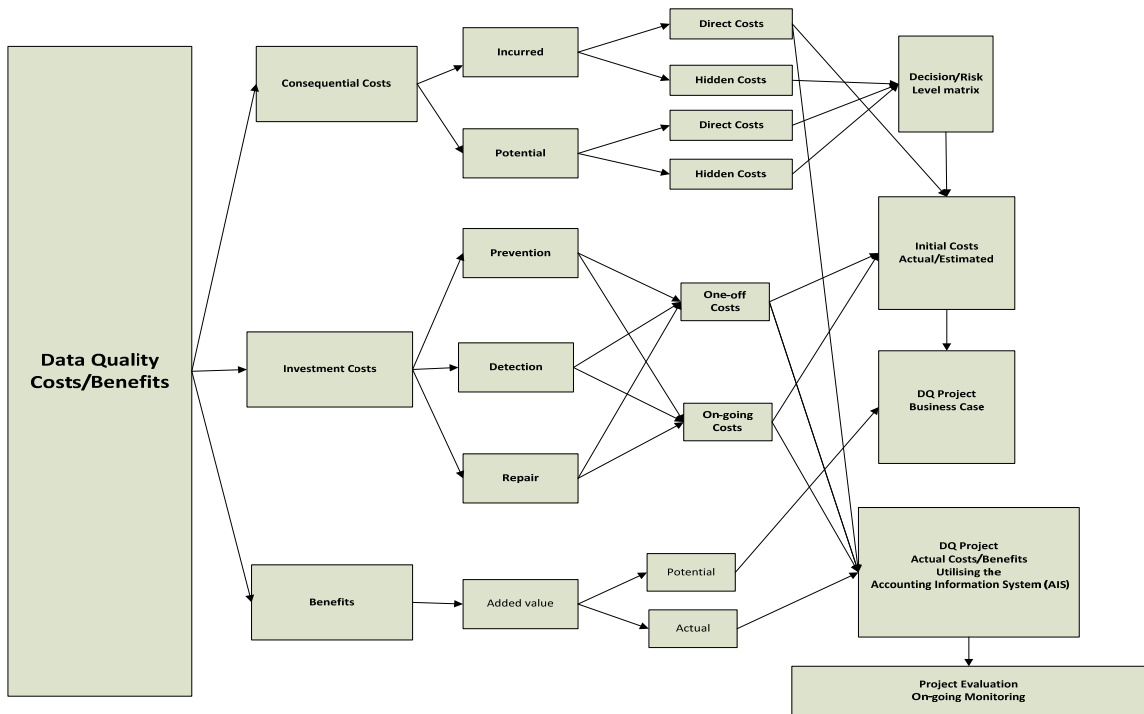 Data Quality
Costs/Benefits
Consequential Costs
Investment Costs
Benefits
Incurred
Potential
Prevention
Detection
Repair
Added value
Direct Costs
Hidden Costs
Direct Costs
Hidden Costs
One-off
Costs
On-going
Costs
Potential
Actual
Decision/Risk
Level matrix
Initial Costs
Actual/Estimated
DQ Project
Business Case
DQ Project
Actual Costs/Benefits
Utilising the
Accounting Information System (AIS)
Project Evaluation
On-going Monitoring